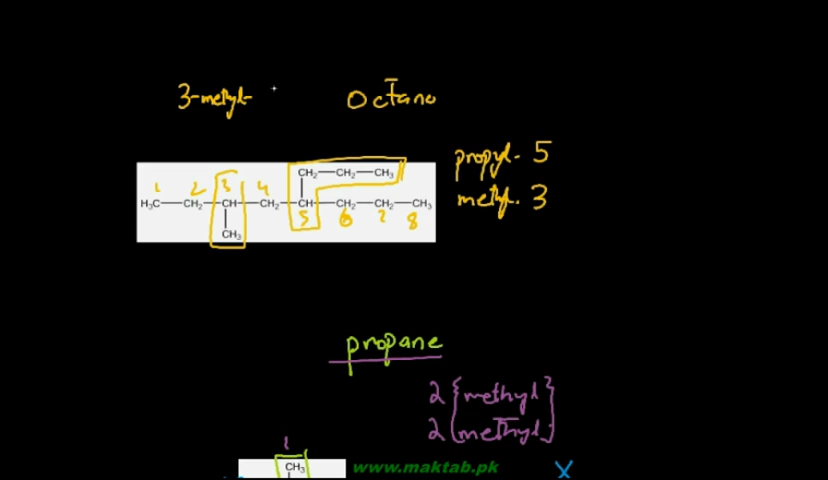 3-methyl- Octane
propyl- 5
CH₂—CH₂—CH₃
1 2 3 4
methyl- 3
H₃C—CH₂—CH—CH₂—CH—CH₂—CH₂—CH₃
5 6 7 8
CH₃
propane
2 {methyl}
2 {methyl}
1
CH₃ www.maktab.pk X